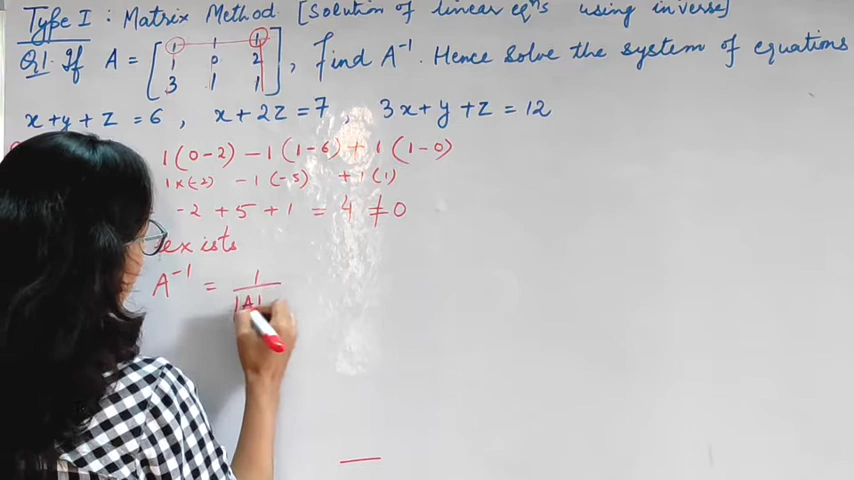 Type I : Matrix Method. [Solution of linear eqns using inverse]
Q1. If A = [1 1 1
1 0 2
3 1 1], Find A⁻¹. Hence solve the system of equations
x+y+z=6, x+2z=7, 3x+y+z=12
1(0-2) -1(1-6) + 1(1-0)
1×(-2) -1(-5) +1(1)
-2 +5 +1 = 4 ≠ 0
exists
A⁻¹ = 1/|A|